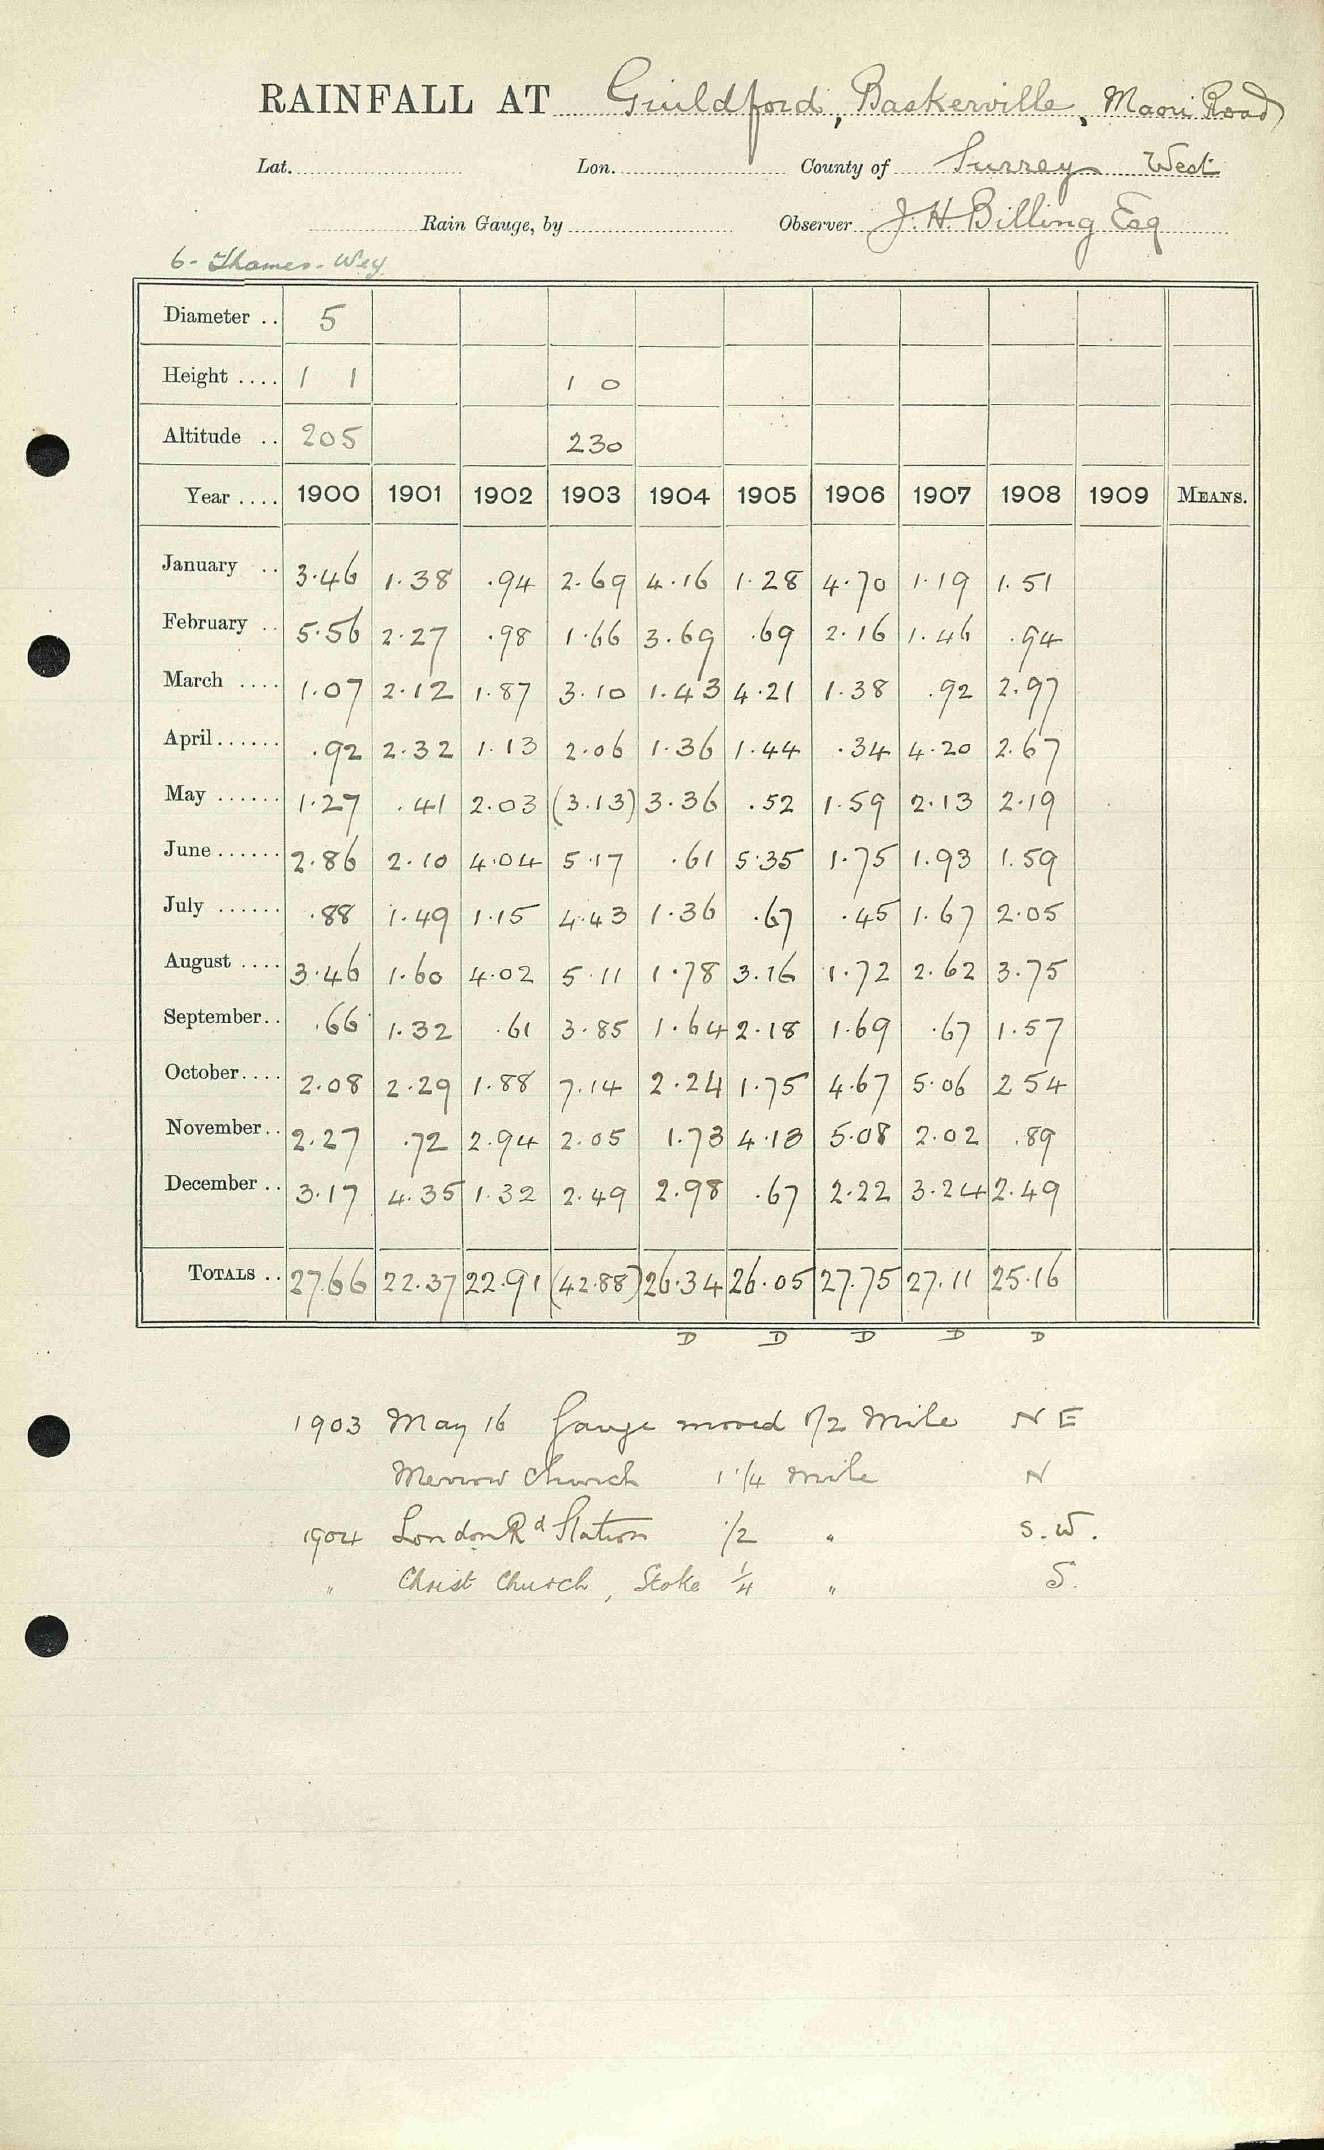 RAINFALL AT Guildford, Baskerville, Maori Road
Lat. Lon. County of Surrey West
Rain Gauge, by Observer J. H. Billing Esq
6 - Thames - Wey
Diameter .. 5
Height .... 1 1 1 0
Altitude .. 205 230
Year .... 1900 1901 1902 1903 1904 1905 1906 1907 1908 1909 MEANS.
January .. 3.46 1.38 .94 2.69 4.16 1.28 4.70 1.19 1.51
February .. 5.56 2.27 .98 1.66 3.69 .69 2.16 1.46 .94
March .... 1.07 2.12 1.87 3.10 1.43 4.21 1.38 .92 2.97
April ...... .92 2.32 1.13 2.06 1.36 1.44 .34 4.20 2.67
May ...... 1.27 .41 2.03 (3.13) 3.36 .52 1.59 2.13 2.19
June ...... 2.86 2.10 4.04 5.17 .61 5.35 1.75 1.93 1.59
July ...... .88 1.49 1.15 4.43 1.36 .67 .45 1.67 2.05
August .... 3.46 1.60 4.02 5.11 1.78 3.16 1.72 2.62 3.75
September.. .66 1.32 .61 3.85 1.64 2.18 1.69 .67 1.57
October.... 2.08 2.29 1.88 7.14 2.24 1.75 4.67 5.06 2 54
November.. 2.27 .72 2.94 2.05 1.73 4.13 5.08 2.02 .89
December .. 3.17 4.35 1.32 2.49 2.98 .67 2.22 3.24 2.49
TOTALS .. 27.66 22.37 22.91 (42.88) 26.34 26.05 27.75 27.11 25.16
D D D D D
1903 May 16 Gauge moved 1/2 Mile N E
Merrow Church 1 1/4 mile N
1904 London Rd Station 1/2 " S. W.
" Christ Church, Stoke 1/4 " S.